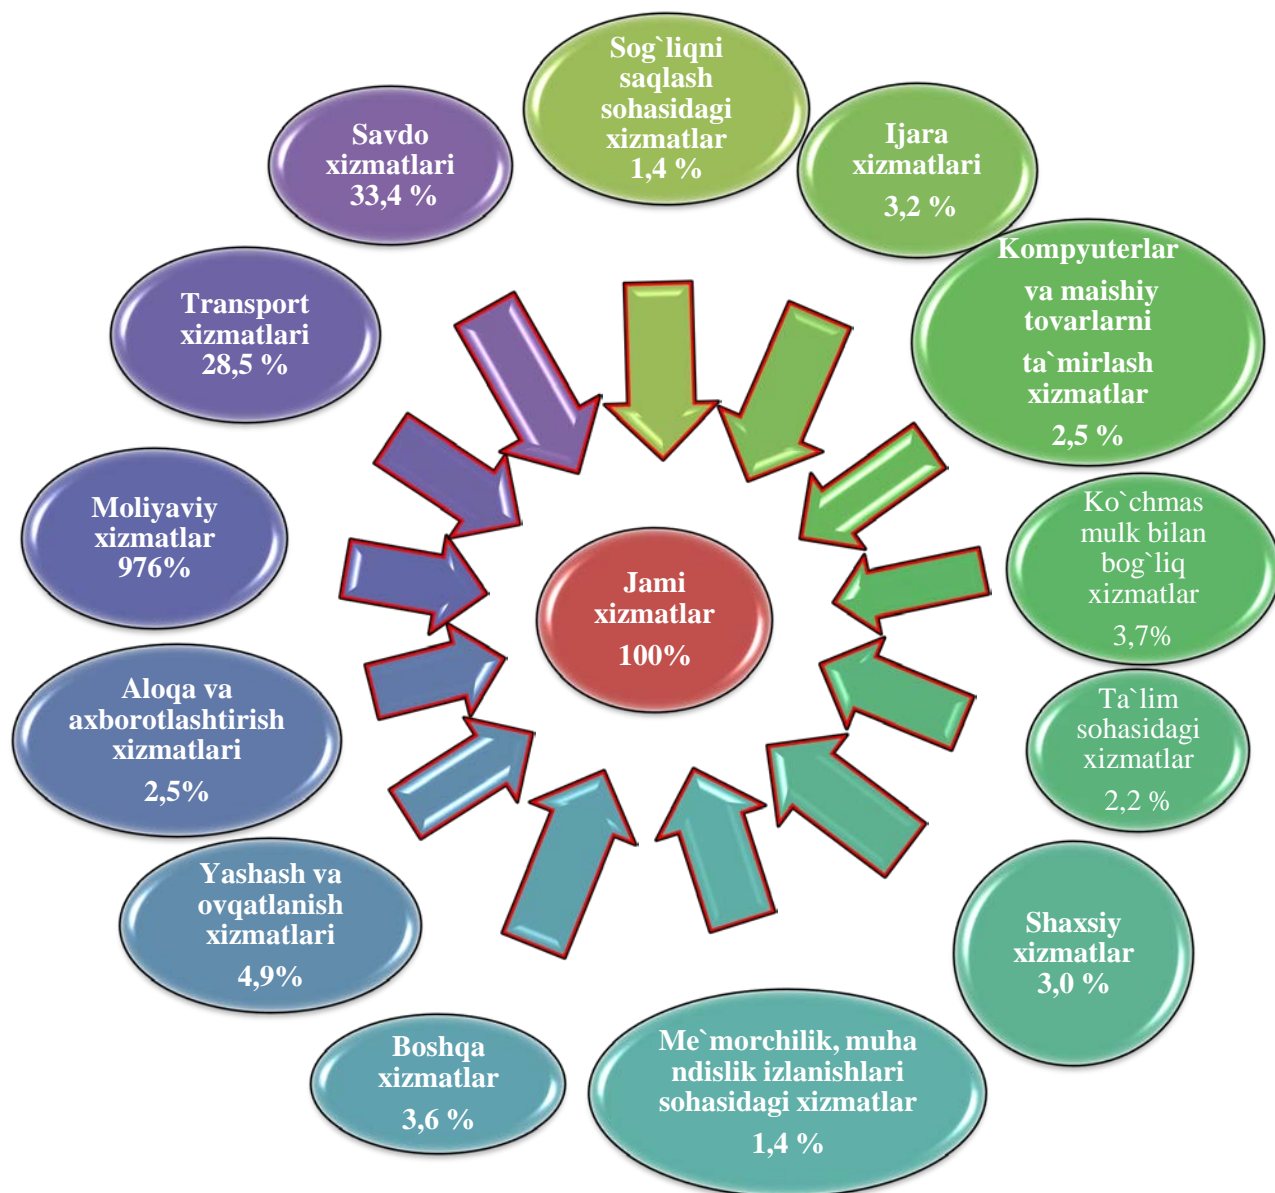 Sog`liqni
saqlash
sohasidagi
xizmatlar
1,4 %
Ijara
xizmatlari
3,2 %
Kompyuterlar
va maishiy
tovarlarni
ta`mirlash
xizmatlar
2,5 %
Ko`chmas
mulk bilan
bog`liq
xizmatlar
3,7%
Ta`lim
sohasidagi
xizmatlar
2,2 %
Shaxsiy
xizmatlar
3,0 %
Me`morchilik, muha
ndislik izlanishlari
sohasidagi xizmatlar
1,4 %
Boshqa
xizmatlar
3,6 %
Yashash va
ovqatlanish
xizmatlari
4,9%
Aloqa va
axborotlashtirish
xizmatlari
2,5%
Moliyaviy
xizmatlar
976%
Transport
xizmatlari
28,5 %
Savdo
xizmatlari
33,4 %
Jami
xizmatlar
100%